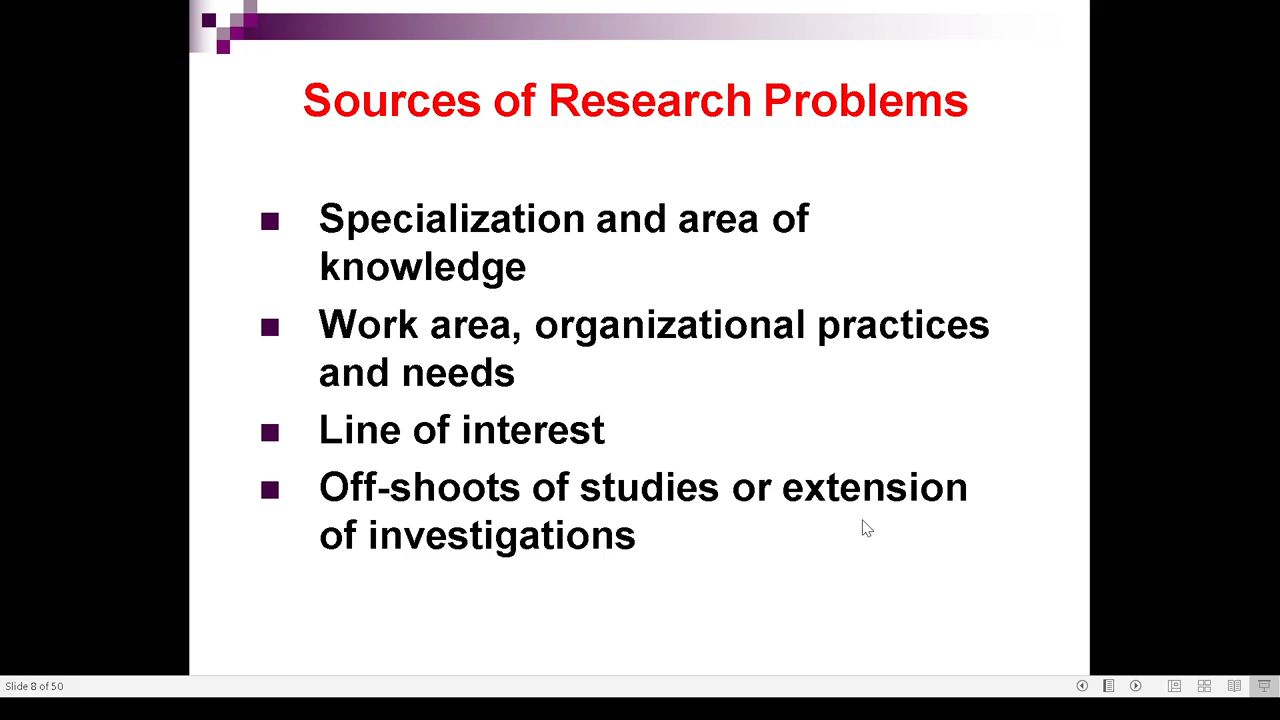 Sources of Research Problems
Specialization and area of
knowledge
Work area, organizational practices
and needs
Line of interest
Off-shoots of studies or extension
of investigations
Slide 8 of 50